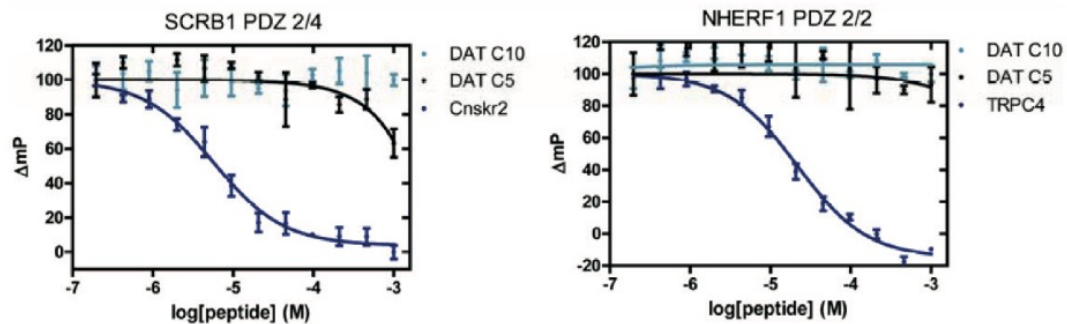 SCRB1 PDZ 2/4
120
100
80
60
40
20
0
ΔmP
-7
-6
-5
-4
-3
log[peptide] (M)
DAT C10
DAT C5
Cnskr2
NHERF1 PDZ 2/2
120
100
80
60
40
20
0
-20
ΔmP
-7
-6
-5
-4
-3
log[peptide] (M)
DAT C10
DAT C5
TRPC4